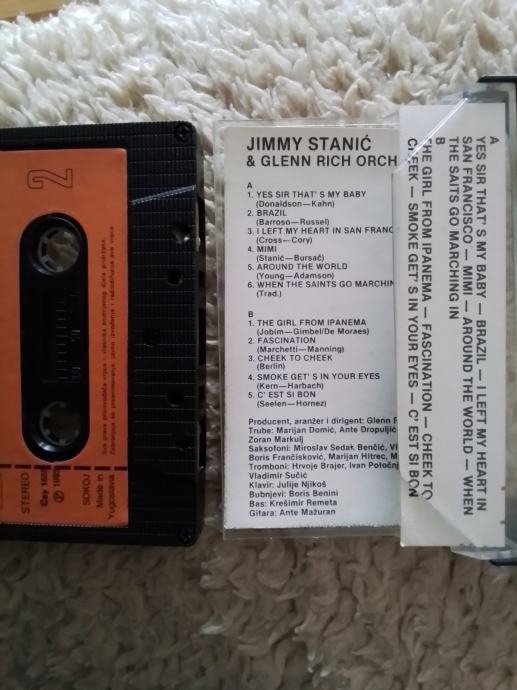 2
STEREO
Made in
Yugoslavia
SOKOJ
JIMMY STANIĆ
& GLENN RICH ORCH
A
1. YES SIR THAT' S MY BABY
(Donaldson—Kahn)
2. BRAZIL
(Barroso—Russel)
3. I LEFT MY HEART IN SAN FRANC
(Cross—Cory)
4. MIMI
(Stanić—Bursać)
5. AROUND THE WORLD
(Young—Adamson)
6. WHEN THE SAINTS GO MARCHIN
(Trad.)
B
1. THE GIRL FROM IPANEMA
(Jobim—Gimbel/De Moraes)
2. FASCINATION
(Marchetti—Manning)
3. CHEEK TO CHEEK
(Berlin)
4. SMOKE GET' S IN YOUR EYES
(Kern—Harbach)
5. C' EST SI BON
(Seelen—Hornez)
Producent, aranžer i dirigent: Glenn
Trube: Marijan Domić, Ante Dropuljić
Zoran Markulj
Saksofoni: Miroslav Sedak Benčić,
Boris Francišković, Marijan Hitrec,
Tromboni: Hrvoje Brajer, Ivan Potočnj
Vladimir Sučić
Klavir: Julije Njikoš
Bubnjevi: Boris Benini
Bas: Krešimir Remeta
Gitara: Ante Mažuran
A
YES SIR THAT' S MY BABY — BRAZIL — I LEFT MY HEART IN
SAN FRANCISCO — MIMI — AROUND THE WORLD — WHEN
THE SAITS GO MARCHING IN
B
THE GIRL FROM IPANEMA — FASCINATION — CHEEK TO
CHEEK — SMOKE GET' S IN YOUR EYES — C' EST SI BON